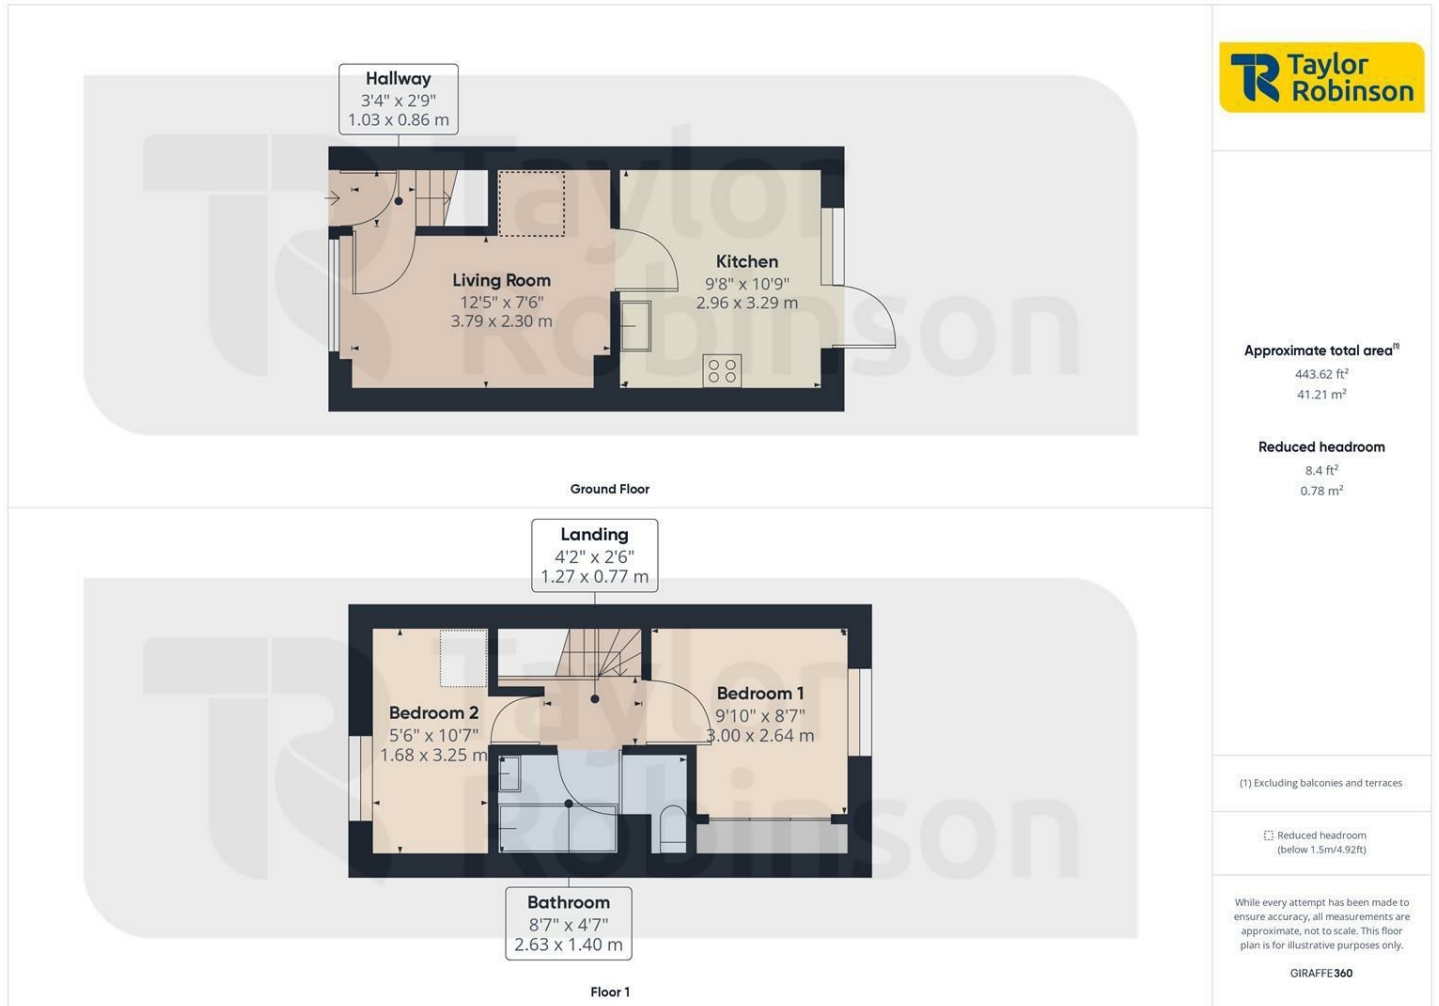 Hallway
3'4" x 2'9"
1.03 x 0.86 m
Living Room
12'5" x 7'6"
3.79 x 2.30 m
Kitchen
9'8" x 10'9"
2.96 x 3.29 m
Taylor
Robinson
Ground Floor
Landing
4'2" x 2'6"
1.27 x 0.77 m
Bedroom 2
5'6" x 10'7"
1.68 x 3.25 m
Bedroom 1
9'10" x 8'7"
3.00 x 2.64 m
Taylor
Robinson
Bathroom
8'7" x 4'7"
2.63 x 1.40 m
Floor 1
TR Taylor
Robinson
Approximate total area(1)
443.62 ft²
41.21 m²
Reduced headroom
8.4 ft²
0.78 m²
(1) Excluding balconies and terraces
Reduced headroom
(below 1.5m/4.92ft)
While every attempt has been made to
ensure accuracy, all measurements are
approximate, not to scale. This floor
plan is for illustrative purposes only.
GIRAFFE360